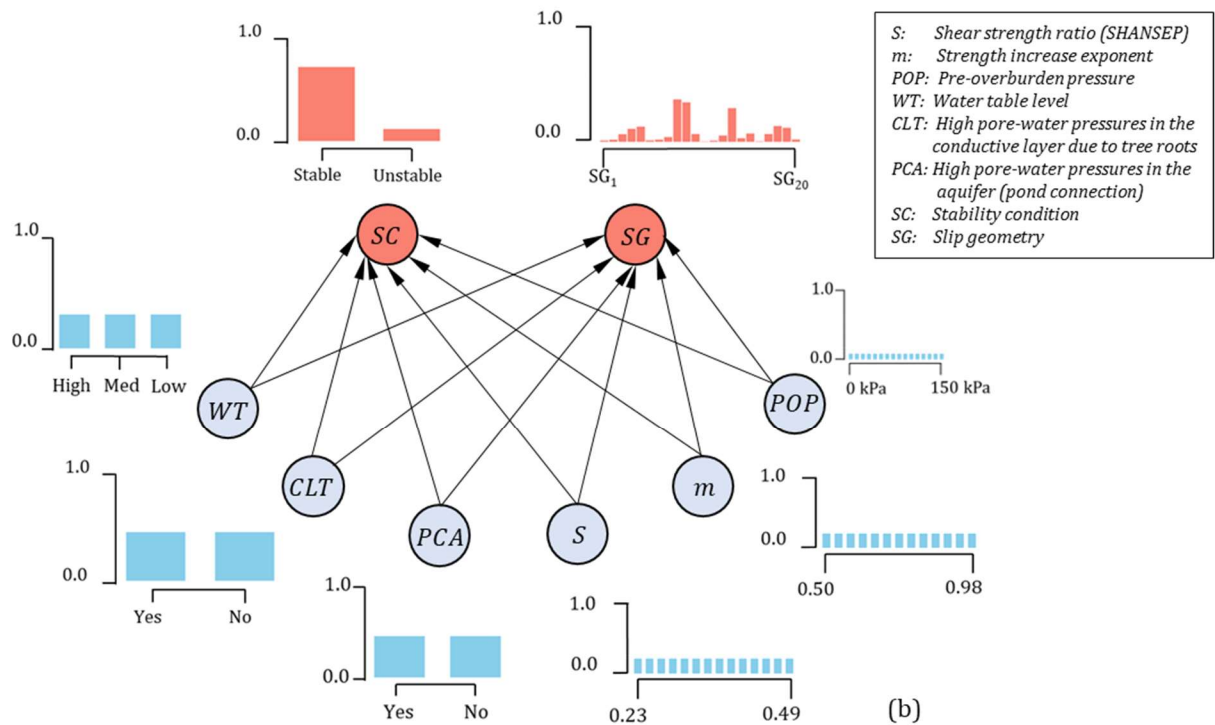 1.0
0.0
Stable Unstable
1.0
0.0
SG1 SG20
S: Shear strength ratio (SHANSEP)
m: Strength increase exponent
POP: Pre-overburden pressure
WT: Water table level
CLT: High pore-water pressures in the
conductive layer due to tree roots
PCA: High pore-water pressures in the
aquifer (pond connection)
SC: Stability condition
SG: Slip geometry
SC
SG
1.0
0.0
High Med Low
1.0
0.0
0 kPa 150 kPa
WT
POP
CLT
m
PCA
S
1.0
0.0
Yes No
1.0
0.0
0.50 0.98
1.0
0.0
Yes No
1.0
0.0
0.23 0.49
(b)